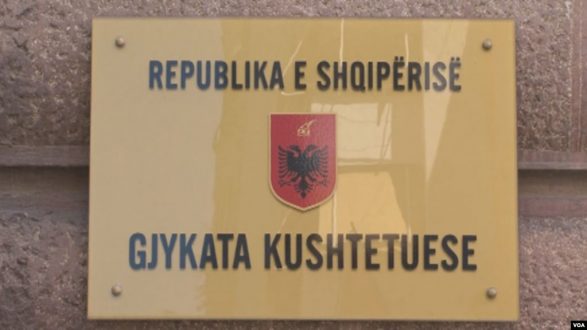 REPUBLIKA E SHQIPËRISË
GJYKATA KUSHTETUESE
VOA